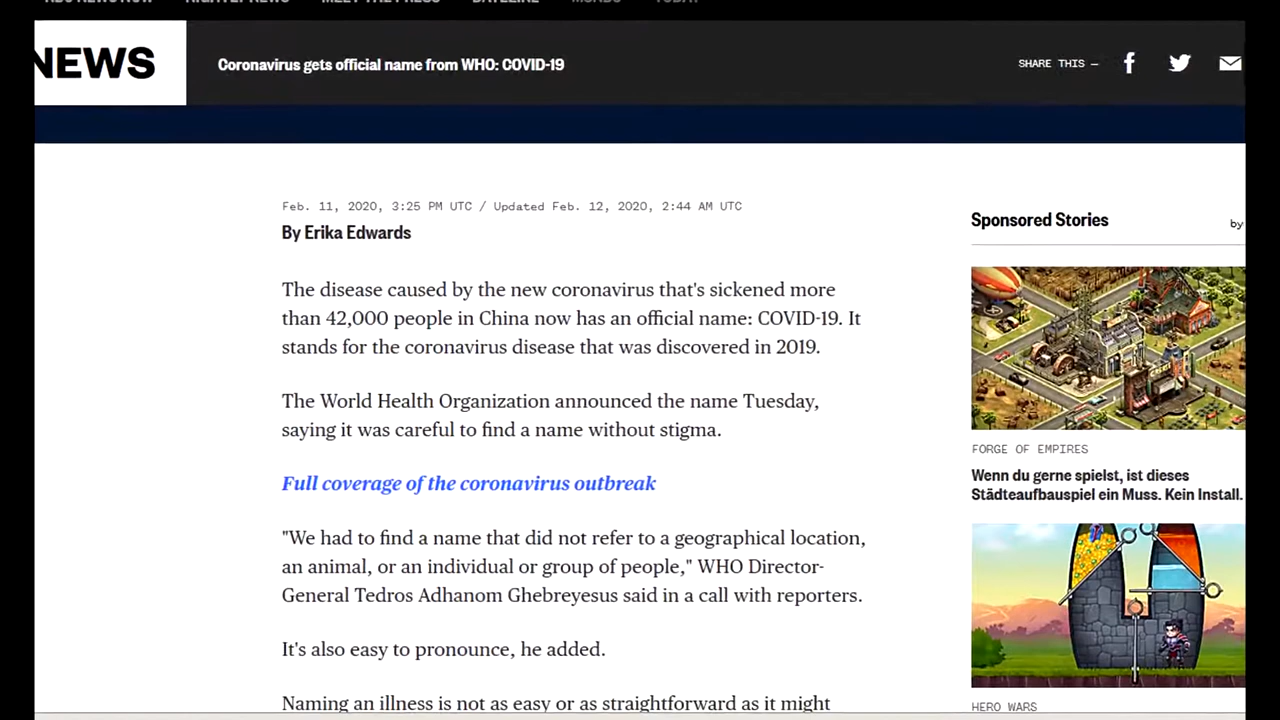 NEWS
Coronavirus gets official name from WHO: COVID-19
SHARE THIS —
Feb. 11, 2020, 3:25 PM UTC / Updated Feb. 12, 2020, 2:44 AM UTC
By Erika Edwards
The disease caused by the new coronavirus that's sickened more
than 42,000 people in China now has an official name: COVID-19. It
stands for the coronavirus disease that was discovered in 2019.
The World Health Organization announced the name Tuesday,
saying it was careful to find a name without stigma.
Full coverage of the coronavirus outbreak
"We had to find a name that did not refer to a geographical location,
an animal, or an individual or group of people," WHO Director-
General Tedros Adhanom Ghebreyesus said in a call with reporters.
It's also easy to pronounce, he added.
Naming an illness is not as easy or as straightforward as it might
Sponsored Stories
by
FORGE OF EMPIRES
Wenn du gerne spielst, ist dieses
Städteaufbauspiel ein Muss. Kein Install.
HERO WARS